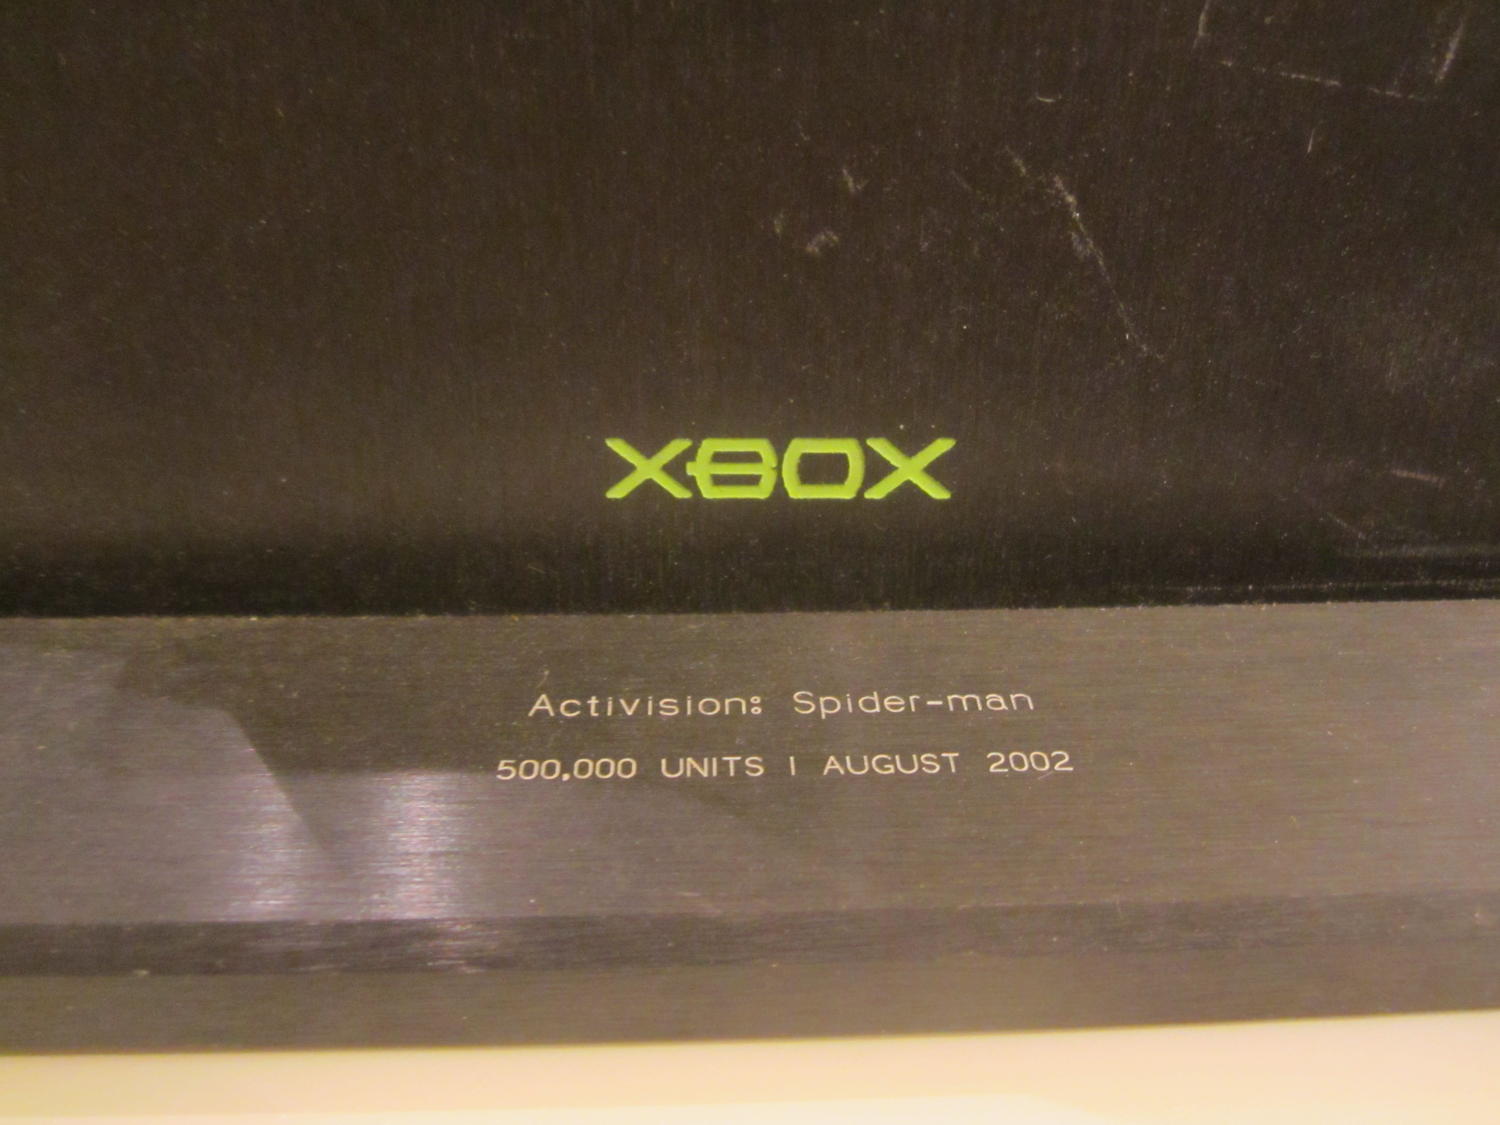 XBOX
Activision: Spider-man
500,000 UNITS | AUGUST 2002